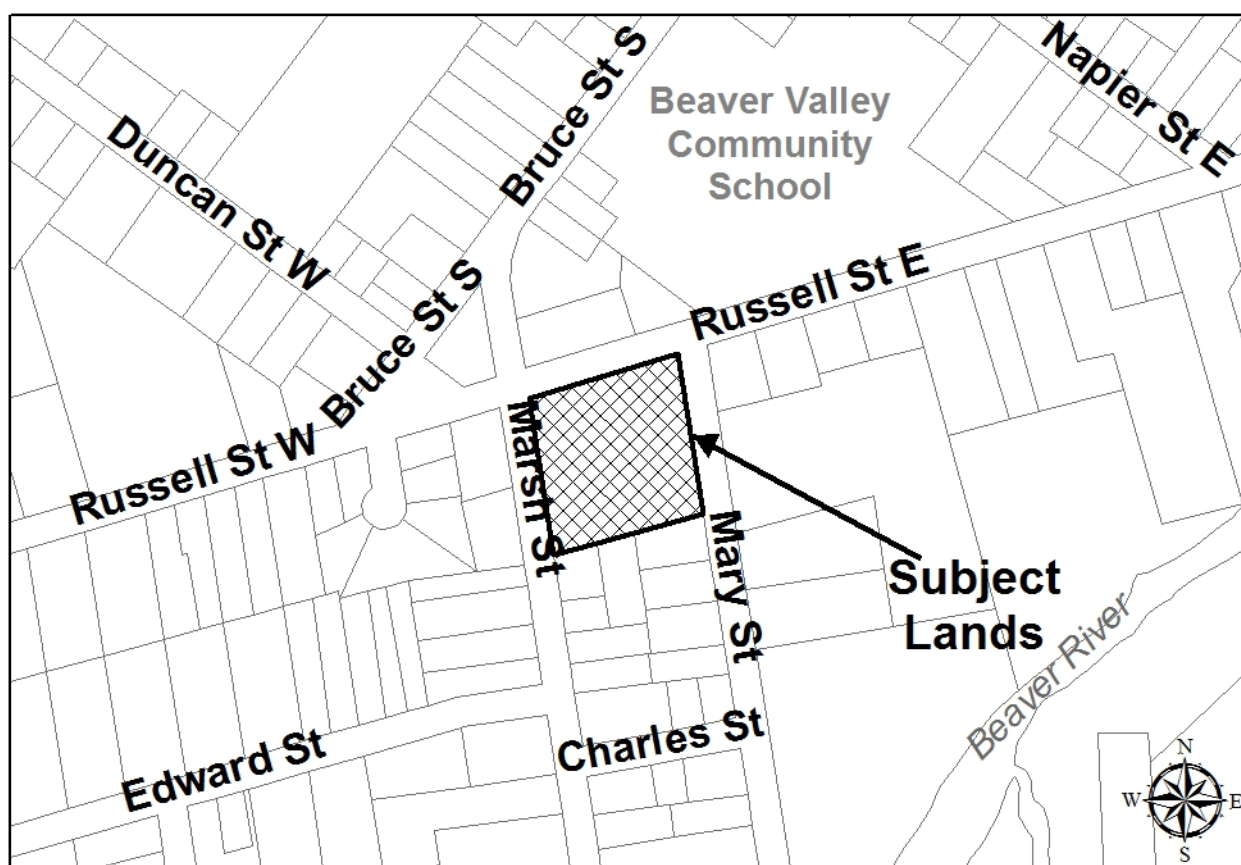 Napier St E
Bruce St S
Beaver Valley
Community
School
Duncan St W
Russell St E
Bruce St S
Marsh St
Russell St W
Mary St
Subject
Lands
Beaver River
Edward St
Charles St
N
W
E
S